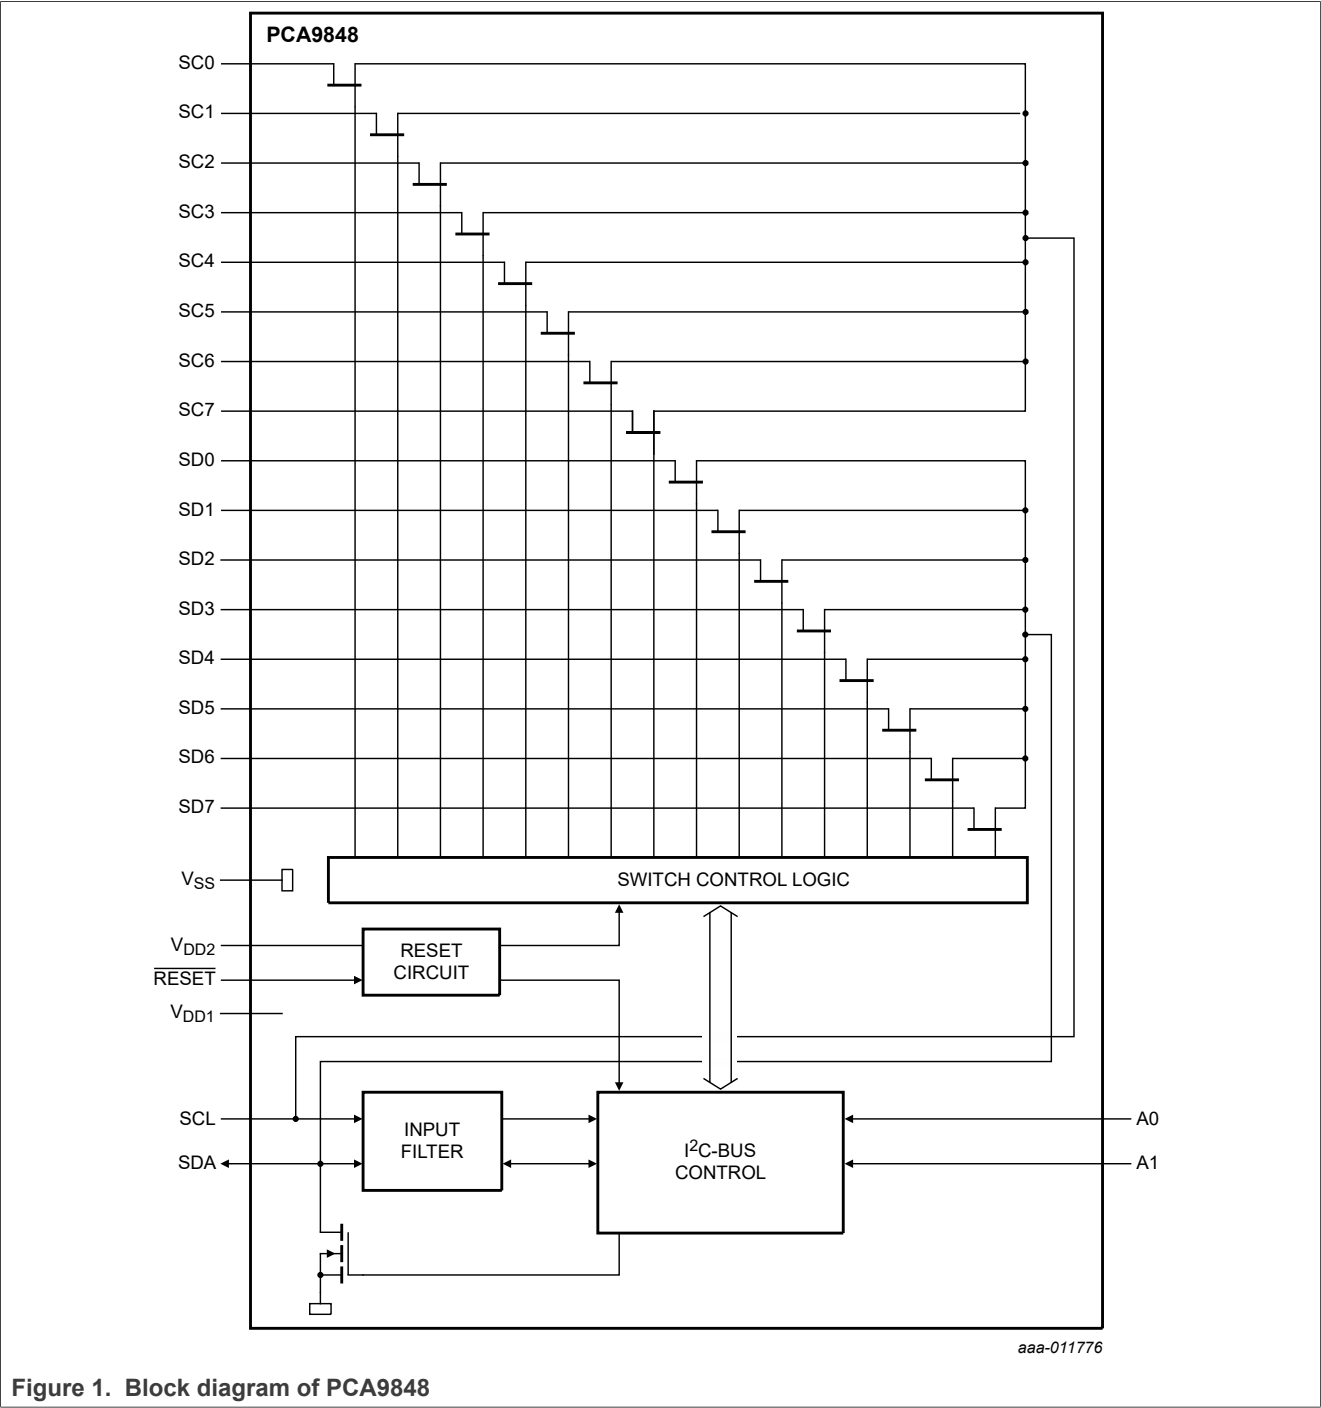 PCA9848
SC0
SC1
SC2
SC3
SC4
SC5
SC6
SC7
SD0
SD1
SD2
SD3
SD4
SD5
SD6
SD7
VSS
SWITCH CONTROL LOGIC
VDD2
RESET
CIRCUIT
RESET
VDD1
SCL
INPUT
FILTER
SDA
I2C-BUS
CONTROL
A0
A1
aaa-011776
Figure 1. Block diagram of PCA9848